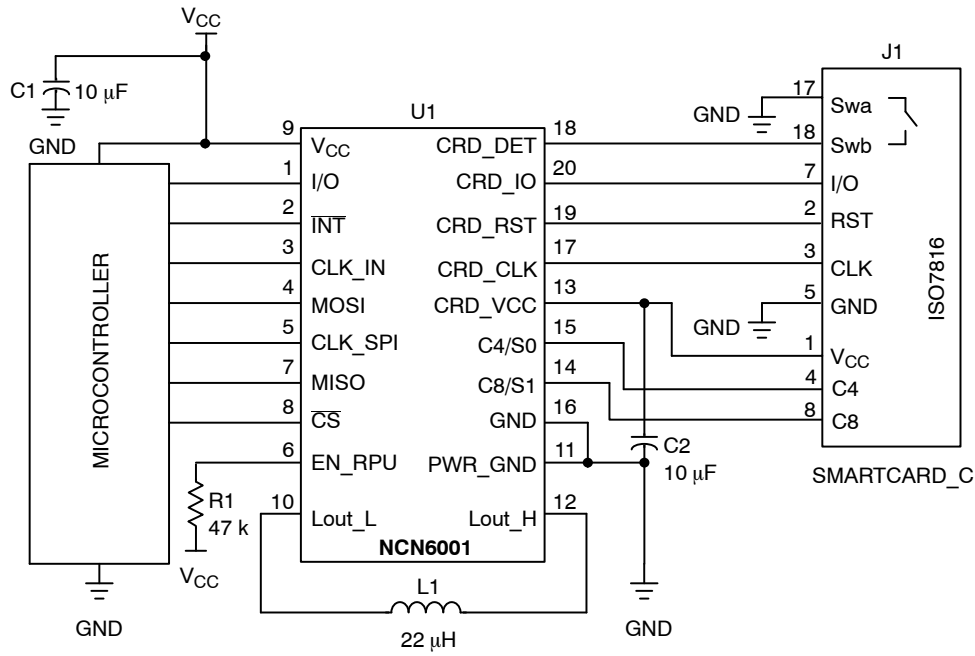 V_CC
C1
10 μF
GND
MICROCONTROLLER
GND
U1
9
V_CC
1
I/O
2
INT
3
CLK_IN
4
MOSI
5
CLK_SPI
7
MISO
8
CS
6
EN_RPU
10
Lout_L
R1
47 k
V_CC
CRD_DET
18
CRD_IO
20
CRD_RST
19
CRD_CLK
17
CRD_VCC
13
C4/S0
15
C8/S1
14
GND
16
PWR_GND
11
Lout_H
12
NCN6001
L1
22 μH
C2
10 μF
GND
J1
GND
17
Swa
18
Swb
7
I/O
2
RST
3
CLK
GND
5
GND
1
V_CC
4
C4
8
C8
ISO7816
SMARTCARD_C